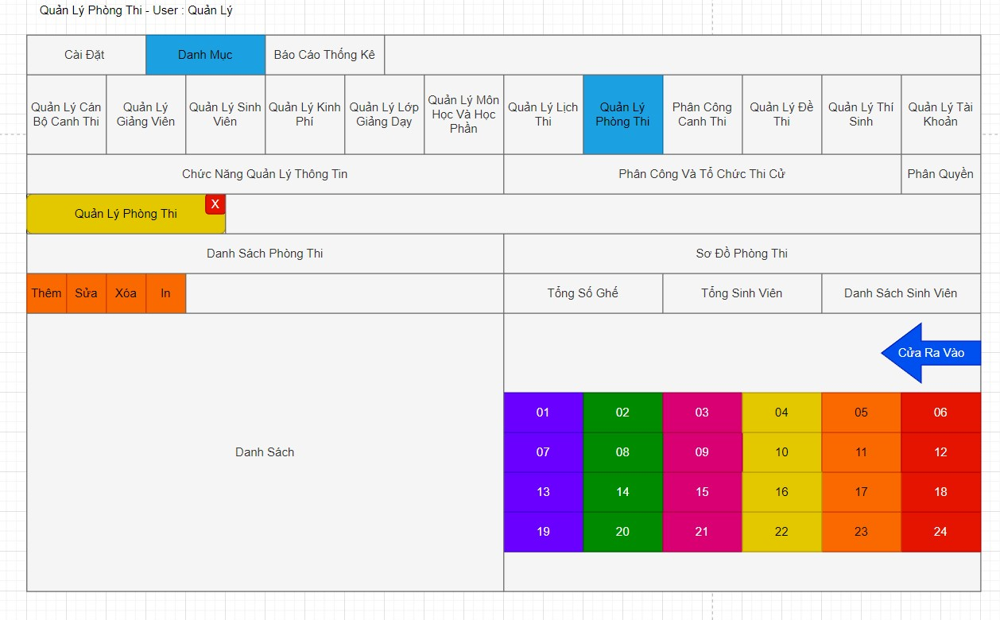 Quản Lý Phòng Thi - User : Quản Lý
Cài Đặt
Danh Mục
Báo Cáo Thống Kê
Quản Lý Cán
Bộ Canh Thi
Quản Lý
Giảng Viên
Quản Lý Sinh
Viên
Quản Lý Kinh
Phí
Quản Lý Lớp
Giảng Dạy
Quản Lý Môn
Học Và Học
Phần
Quản Lý Lịch
Thi
Quản Lý
Phòng Thi
Phân Công
Canh Thi
Quản Lý Đề
Thi
Quản Lý Thí
Sinh
Quản Lý Tài
Khoản
Chức Năng Quản Lý Thông Tin
Phân Công Và Tổ Chức Thi Cử
Phân Quyền
Quản Lý Phòng Thi
X
Danh Sách Phòng Thi
Sơ Đồ Phòng Thi
Thêm
Sửa
Xóa
In
Tổng Số Ghế
Tổng Sinh Viên
Danh Sách Sinh Viên
Cửa Ra Vào
Danh Sách
01 02 03 04 05 06
07 08 09 10 11 12
13 14 15 16 17 18
19 20 21 22 23 24